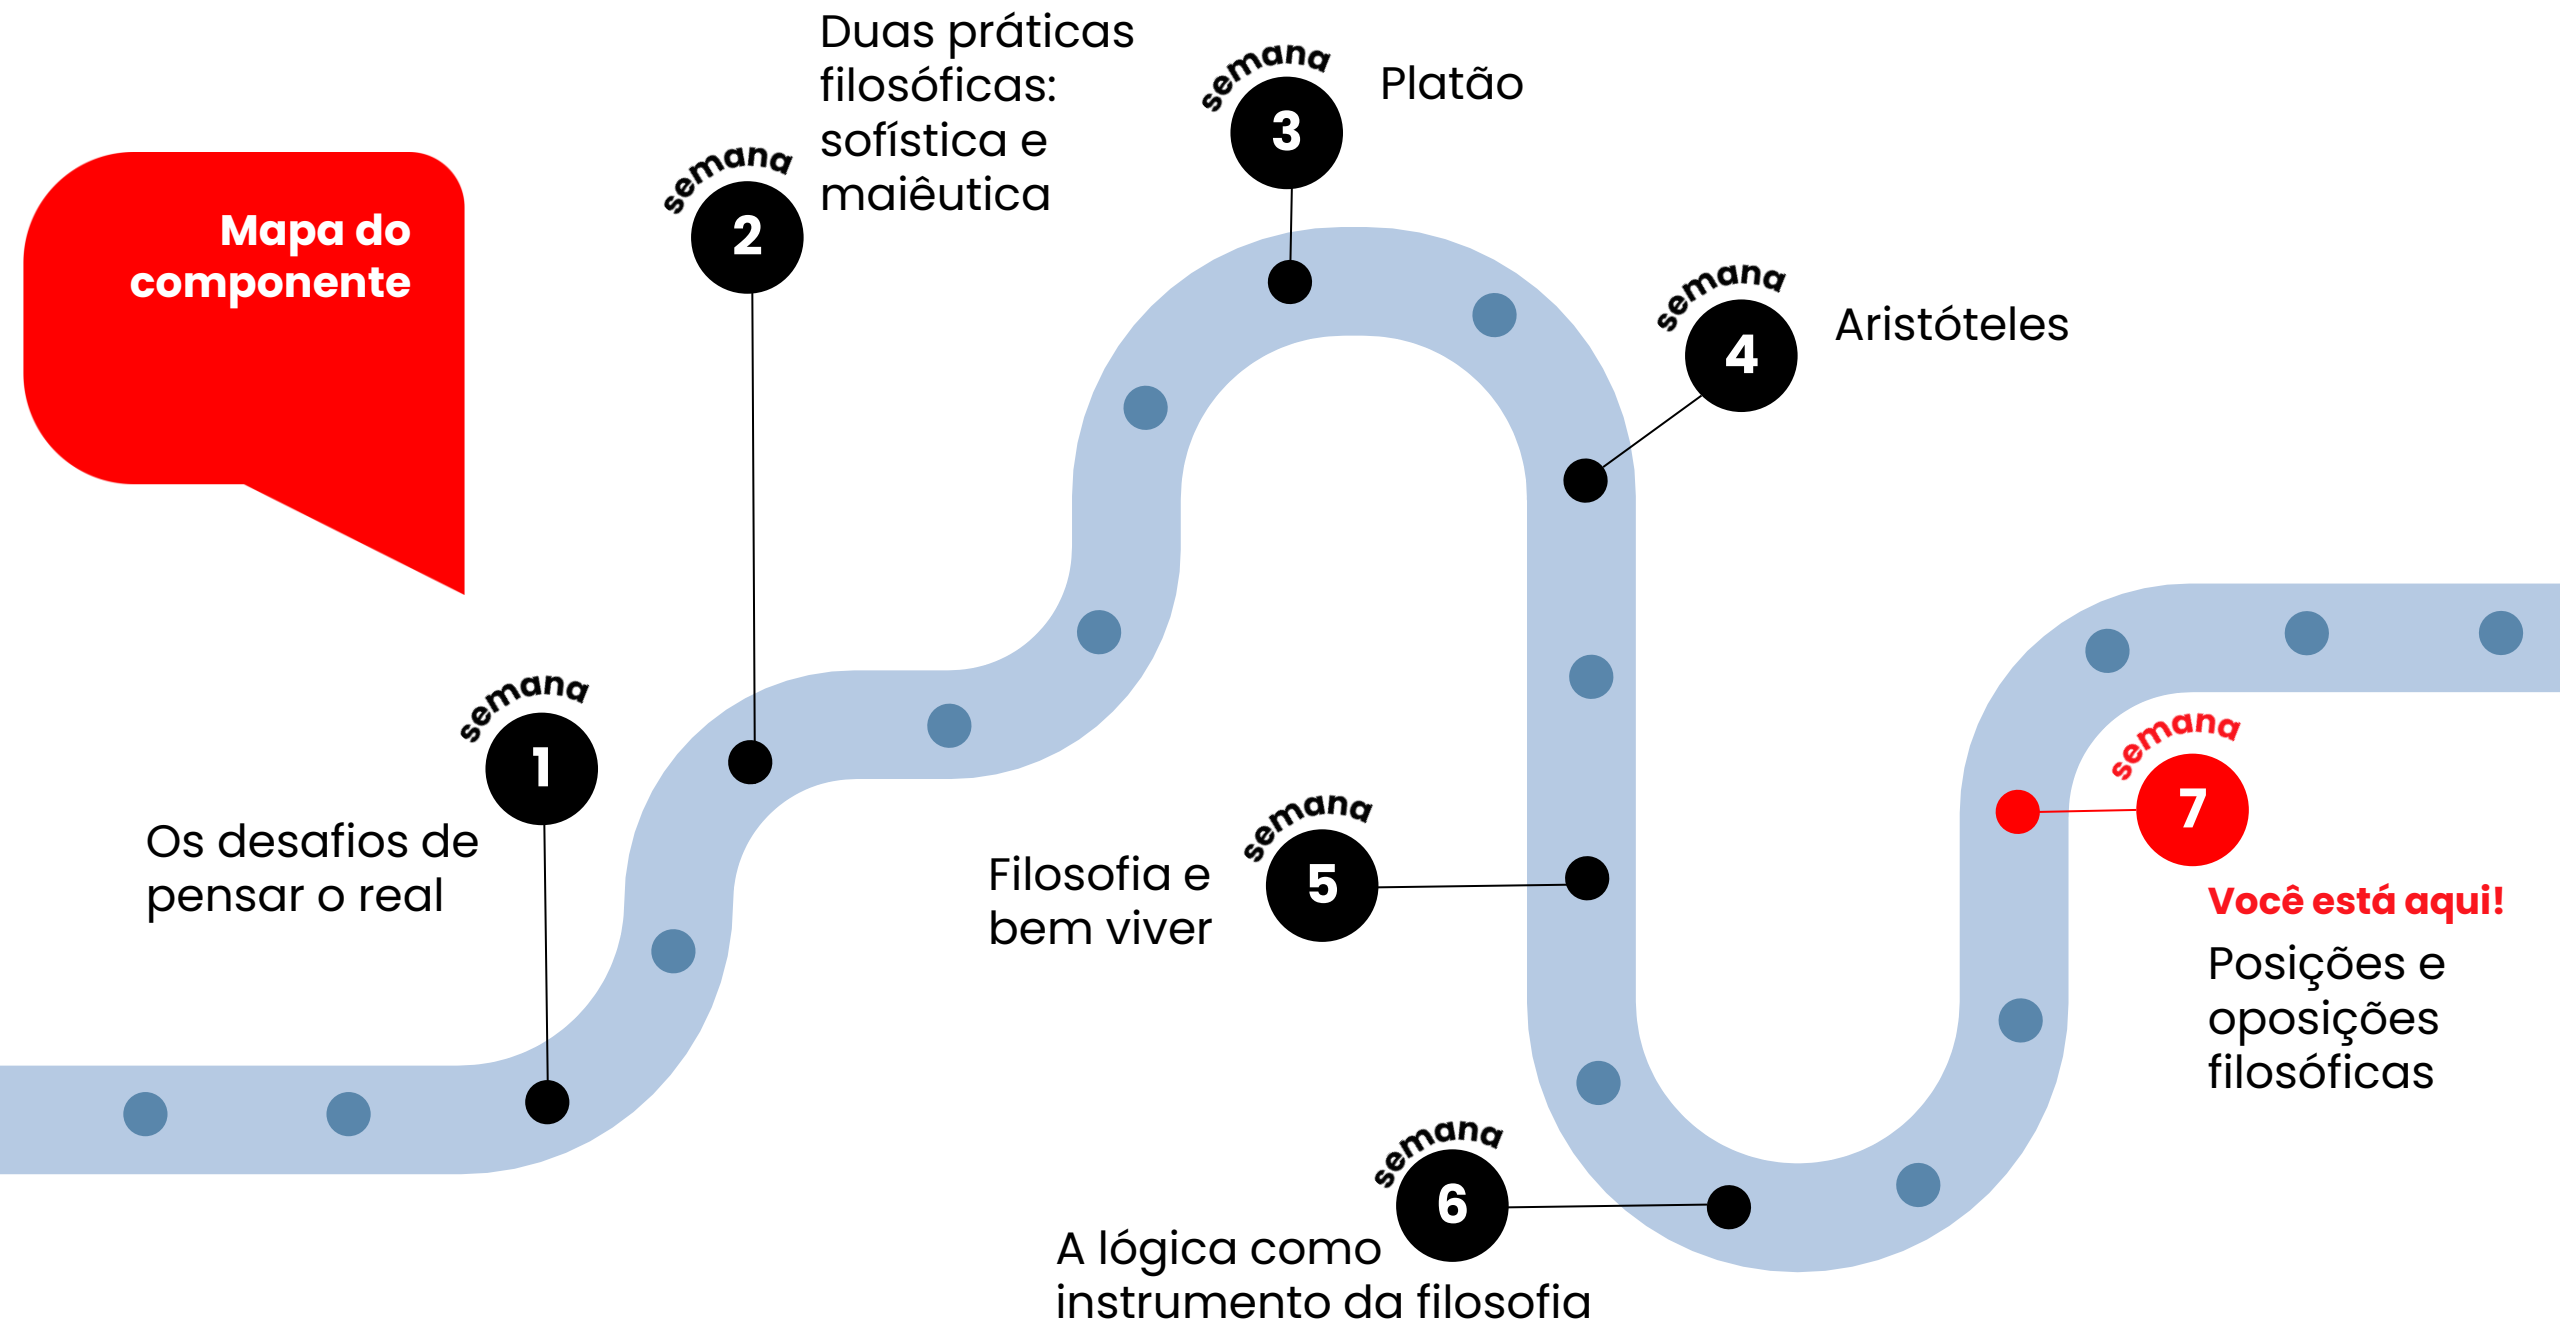 Mapa do
componente
semana
1
Os desafios de
pensar o real
semana
2
Duas práticas
filosóficas:
sofística e
maiêutica
semana
3
Platão
semana
4
Aristóteles
semana
5
Filosofia e
bem viver
semana
6
A lógica como
instrumento da filosofia
semana
7
Você está aqui!
Posições e
oposições
filosóficas